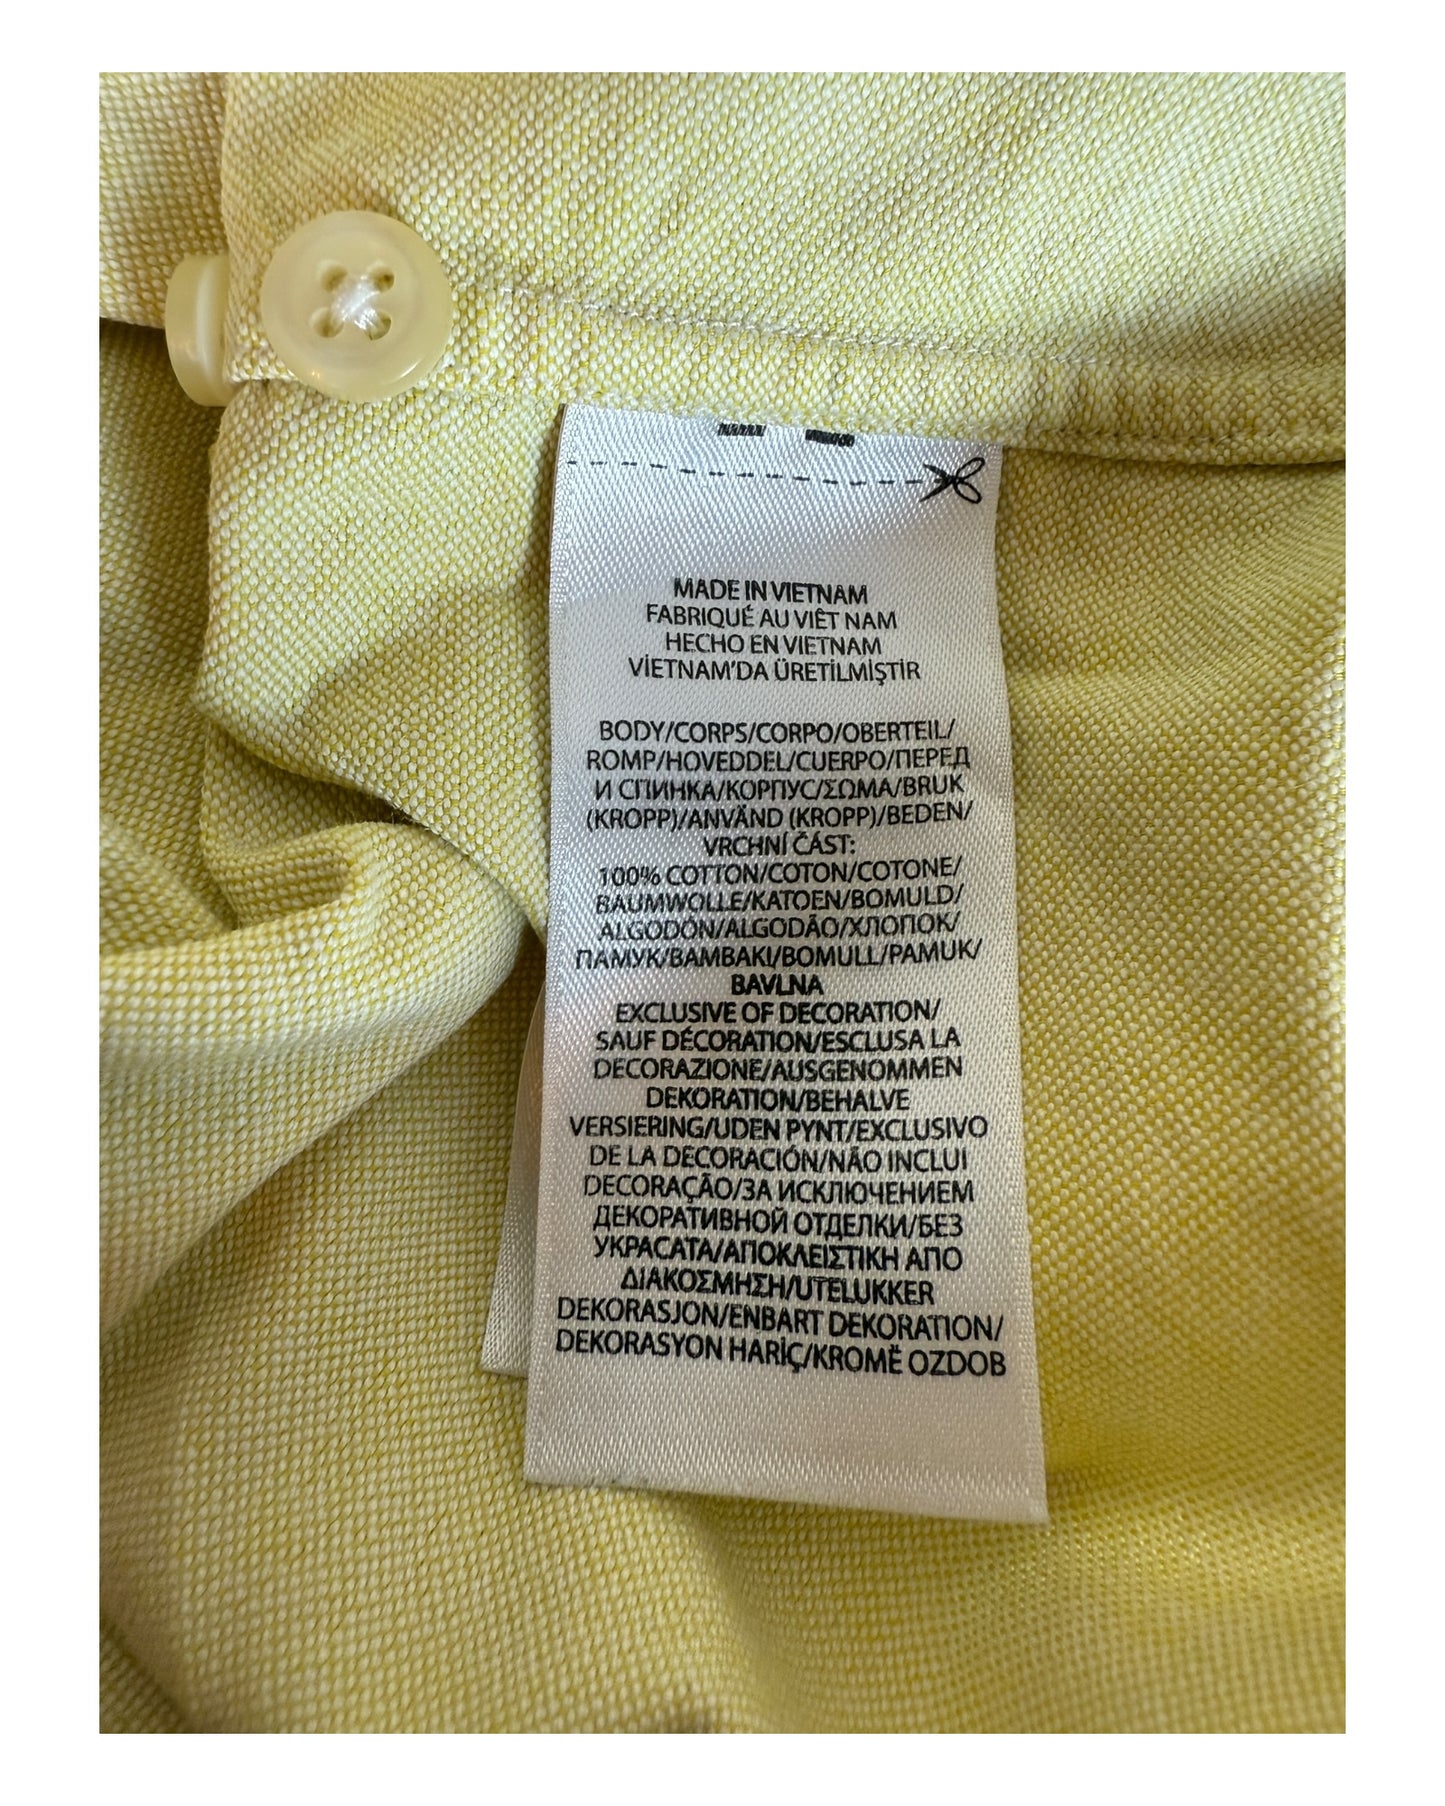 MADE IN VIETNAM
FABRIQUÉ AU VIÊT NAM
HECHO EN VIETNAM
VİETNAM'DA ÜRETİLMİŞTİR
BODY/CORPS/CORPO/OBERTEIL/
ROMP/HOVEDDEL/CUERPO/ПЕРЕД
И СПИНКА/КОРПУС/ΣΩΜΑ/BRUK
(KROPP)/ANVÄND (KROPP)/BEDEN/
VRCHNÍ ČÁST:
100% COTTON/COTON/COTONE/
BAUMWOLLE/KATOEN/BOMULD/
ALGODÓN/ALGODÃO/ХЛОПОК/
ПАМУК/ΒΑΜΒΑΚΙ/BOMULL/PAMUK/
BAVLNA
EXCLUSIVE OF DECORATION/
SAUF DÉCORATION/ESCLUSA LA
DECORAZIONE/AUSGENOMMEN
DEKORATION/BEHALVE
VERSIERING/UDEN PYNT/EXCLUSIVO
DE LA DECORACIÓN/NÃO INCLUI
DECORAÇÃO/ЗА ИСКЛЮЧЕНИЕМ
ДЕКОРАТИВНОЙ ОТДЕЛКИ/БЕЗ
УКРАСАТА/ΑΠΟΚΛΕΙΣΤΙΚΗ ΑΠΟ
ΔΙΑΚΟΣΜΗΣΗ/UTELUKKER
DEKORASJON/ENBART DEKORATION/
DEKORASYON HARİÇ/KROMĚ OZDOB